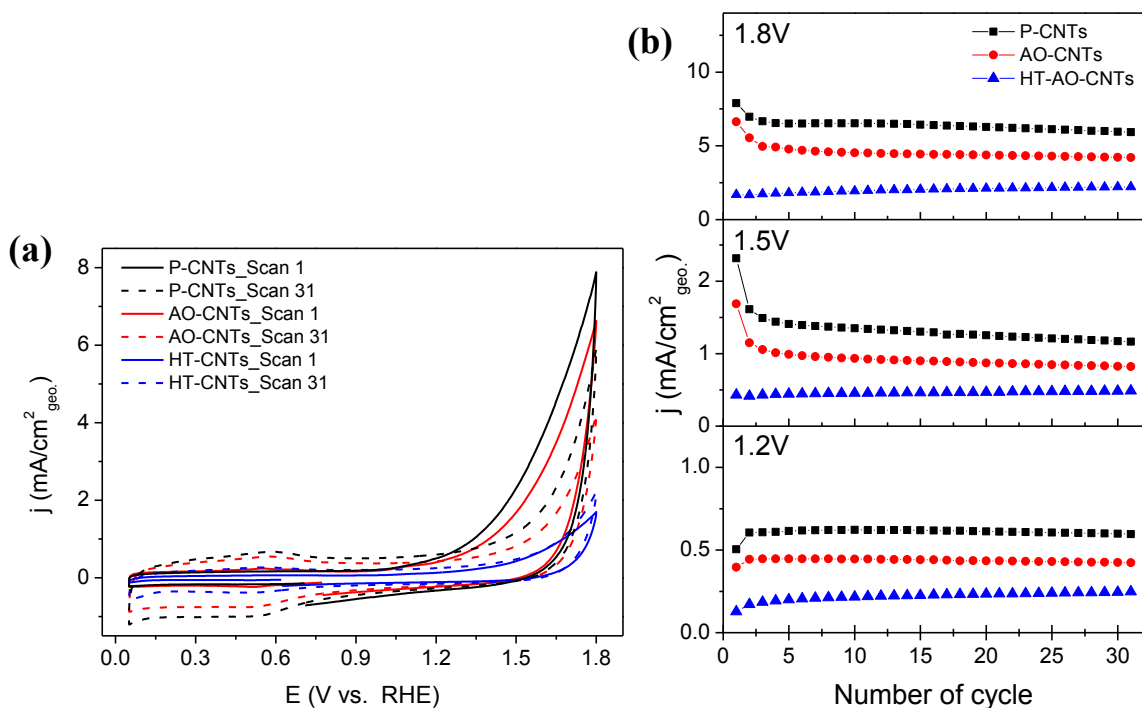 (a)
P-CNTs_Scan 1
P-CNTs_Scan 31
AO-CNTs_Scan 1
AO-CNTs_Scan 31
HT-CNTs_Scan 1
HT-CNTs_Scan 31
8
6
4
2
0
j (mA/cm²geo.)
0.0 0.3 0.6 0.9 1.2 1.5 1.8
E (V vs. RHE)
(b)
1.8V
P-CNTs
AO-CNTs
HT-AO-CNTs
10
5
0
1.5V
2
1
0
j (mA/cm²geo.)
1.2V
1.0
0.5
0.0
0 5 10 15 20 25 30
Number of cycle